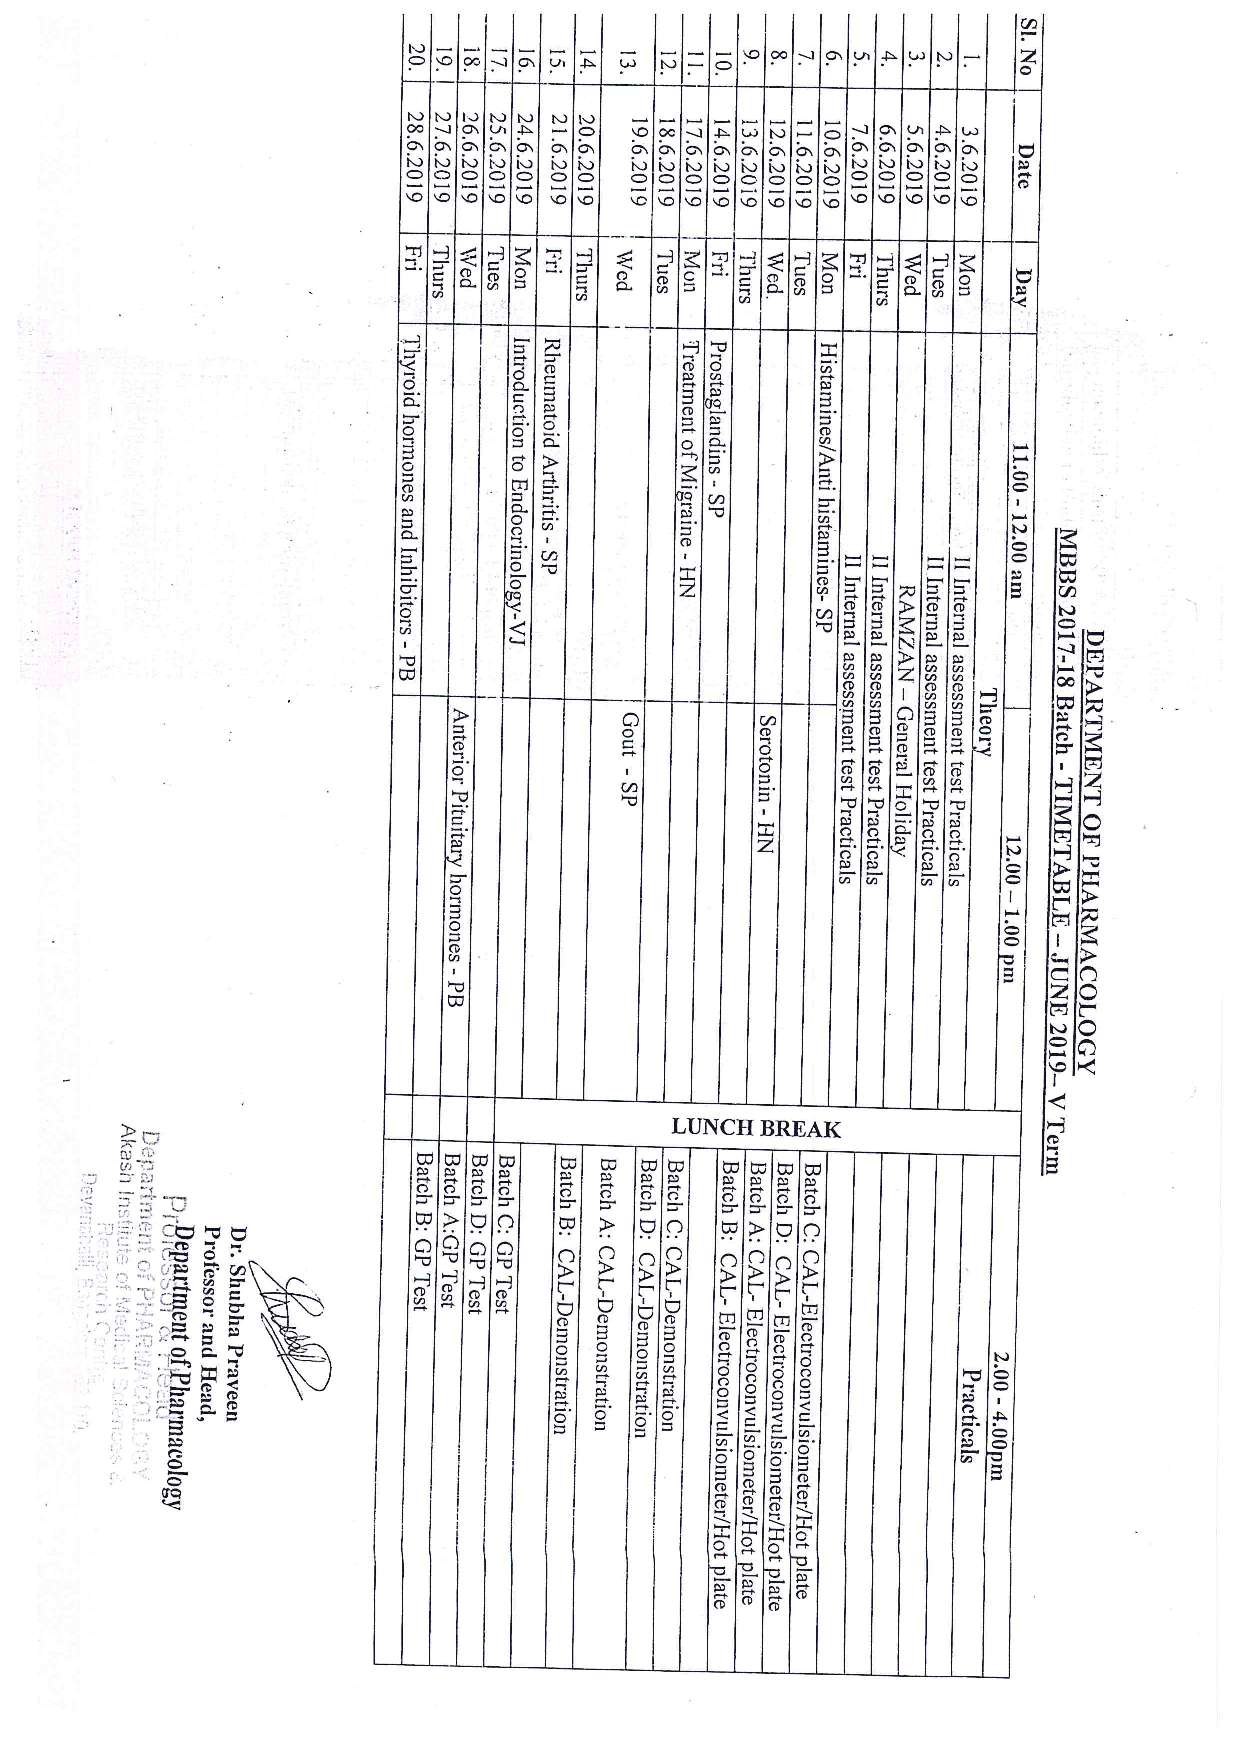 DEPARTMENT OF PHARMACOLOGY
MBBS 2017-18 Batch - TIMETABLE – JUNE 2019– V Term
Sl. No Date Day 11.00 - 12.00 am 12.00 – 1.00 pm LUNCH BREAK 2.00 - 4.00pm
Theory Practicals
1. 3.6.2019 Mon II Internal assessment test Practicals
2. 4.6.2019 Tues II Internal assessment test Practicals
3. 5.6.2019 Wed RAMZAN – General Holiday
4. 6.6.2019 Thurs II Internal assessment test Practicals
5. 7.6.2019 Fri II Internal assessment test Practicals
6. 10.6.2019 Mon Histamines/Anti histamines- SP
7. 11.6.2019 Tues Batch C: CAL-Electroconvulsiometer/Hot plate
8. 12.6.2019 Wed. Serotonin - HN Batch D: CAL- Electroconvulsiometer/Hot plate
9. 13.6.2019 Thurs Batch A: CAL- Electroconvulsiometer/Hot plate
10. 14.6.2019 Fri Prostaglandins - SP Batch B: CAL- Electroconvulsiometer/Hot plate
11. 17.6.2019 Mon Treatment of Migraine - HN
12. 18.6.2019 Tues Batch C: CAL-Demonstration
13. 19.6.2019 Wed Gout - SP Batch D: CAL-Demonstration
14. 20.6.2019 Thurs Batch A: CAL-Demonstration
15. 21.6.2019 Fri Rheumatoid Arthritis - SP Batch B: CAL-Demonstration
16. 24.6.2019 Mon Introduction to Endocrinology-VJ
17. 25.6.2019 Tues Batch C: GP Test
18. 26.6.2019 Wed Anterior Pituitary hormones - PB Batch D: GP Test
19. 27.6.2019 Thurs Batch A:GP Test
20. 28.6.2019 Fri Thyroid hormones and Inhibitors - PB Batch B: GP Test
Dr. Shubha Praveen
Professor and Head,
Department of Pharmacology
Professor & Head
Department of PHARMACOLOGY
Akash Institute of Medical Sciences &
Research